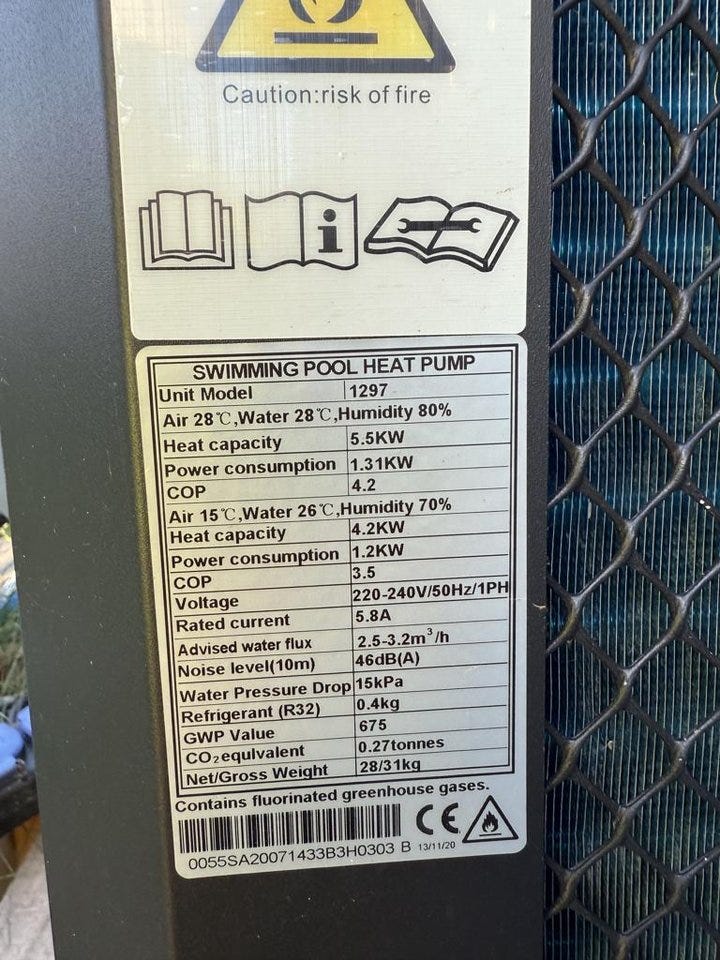 Caution:risk of fire
SWIMMING POOL HEAT PUMP
Unit Model 1297
Air 28℃,Water 28℃,Humidity 80%
Heat capacity 5.5KW
Power consumption 1.31KW
COP 4.2
Air 15℃,Water 26℃,Humidity 70%
Heat capacity 4.2KW
Power consumption 1.2KW
COP 3.5
Voltage 220-240V/50Hz/1PH
Rated current 5.8A
Advised water flux 2.5-3.2m³/h
Noise level(10m) 46dB(A)
Water Pressure Drop 15kPa
Refrigerant (R32) 0.4kg
GWP Value 675
CO₂equlvalent 0.27tonnes
Net/Gross Weight 28/31kg
Contains fluorinated greenhouse gases.
CE
0055SA20071433B3H0303 B 13/11/20